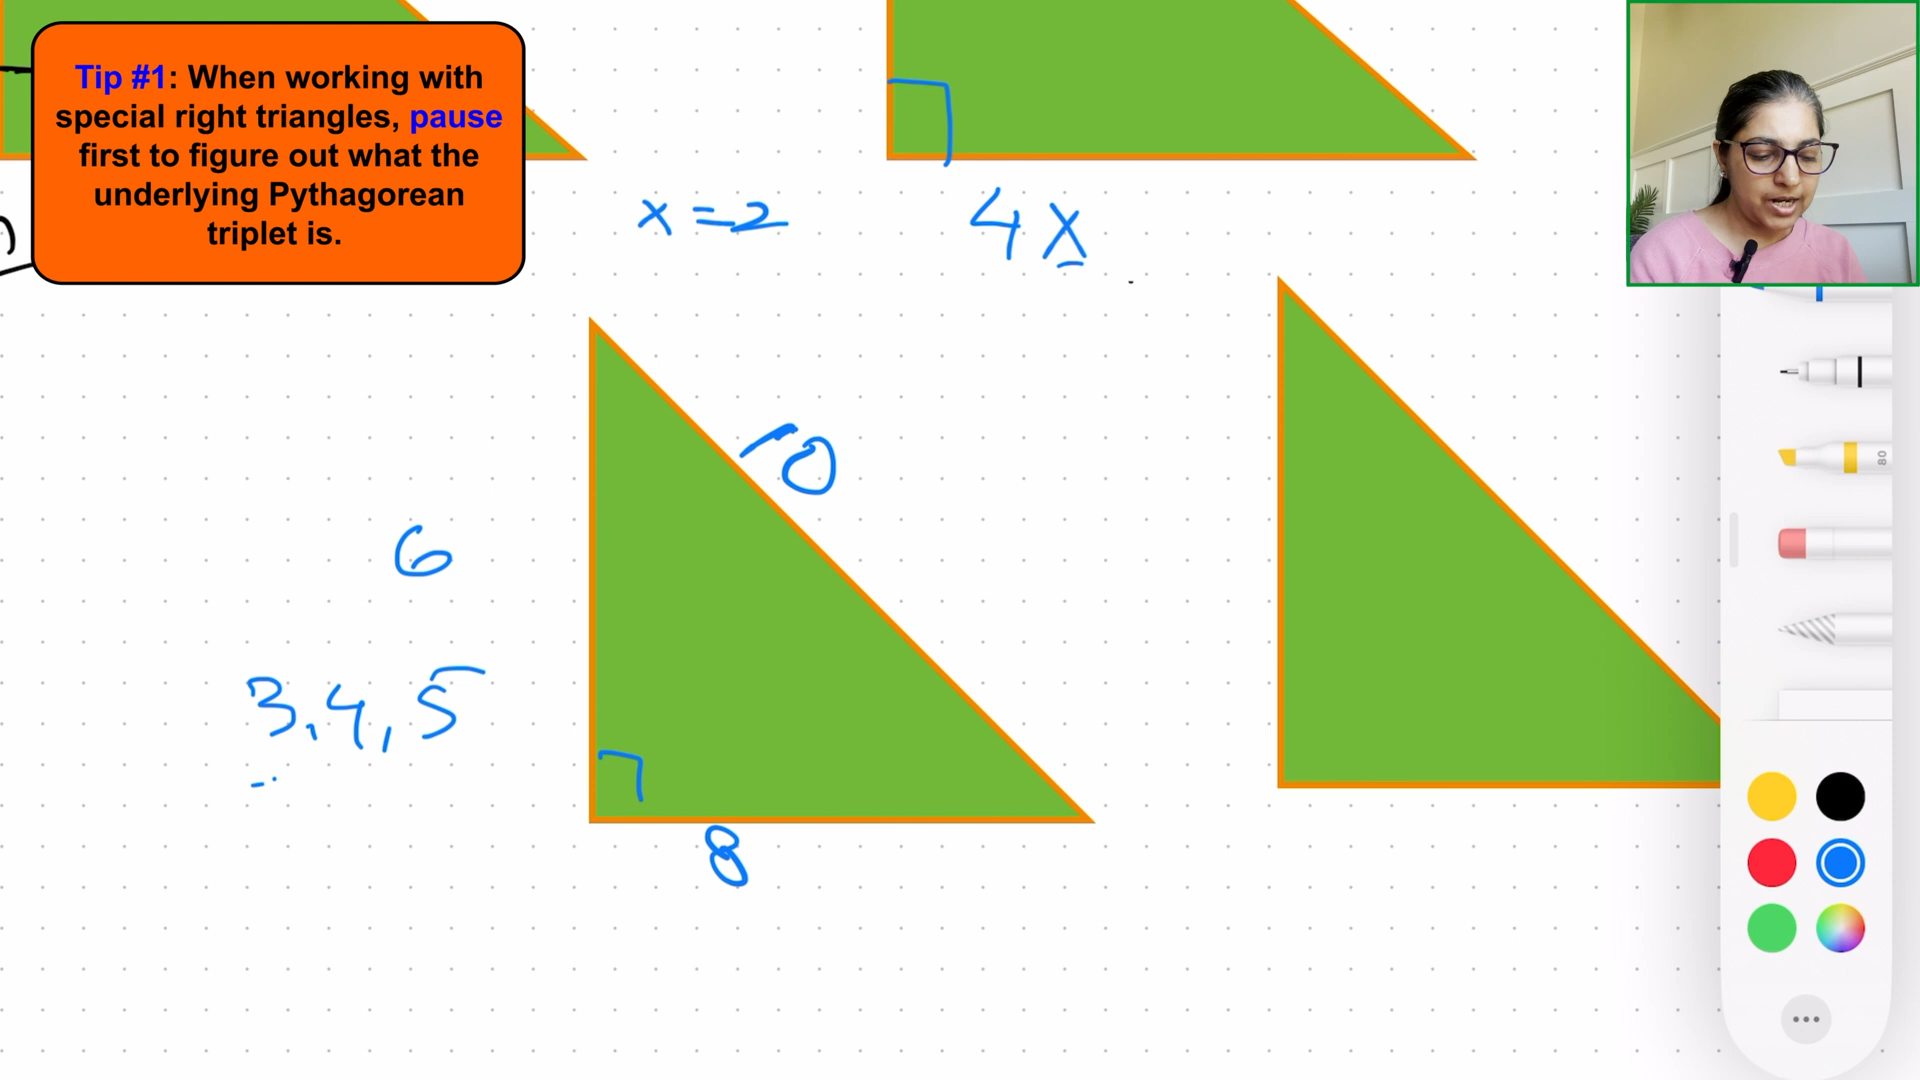 Tip #1: When working with
special right triangles, pause
first to figure out what the
underlying Pythagorean
triplet is.
x = 2
4x
10
6
3, 4, 5
8
80